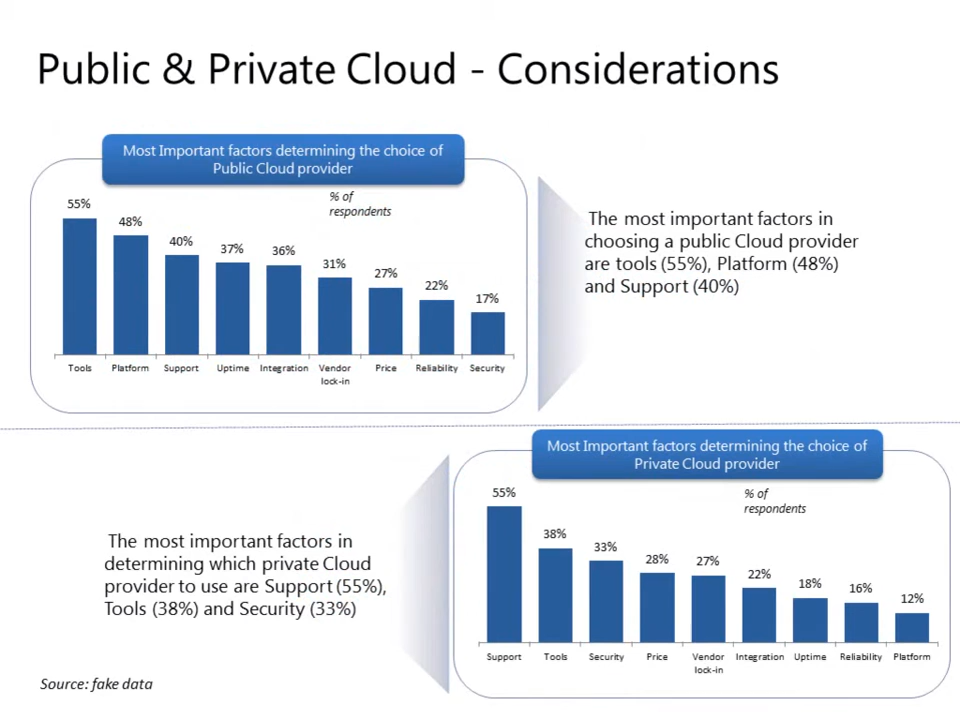 Public & Private Cloud - Considerations
Most Important factors determining the choice of
Public Cloud provider
% of
respondents
55%
48%
40%
37%
36%
31%
27%
22%
17%
Tools
Platform
Support
Uptime
Integration
Vendor
lock-in
Price
Reliability
Security
The most important factors in
choosing a public Cloud provider
are tools (55%), Platform (48%)
and Support (40%)
Most Important factors determining the choice of
Private Cloud provider
% of
respondents
55%
38%
33%
28%
27%
22%
18%
16%
12%
Support
Tools
Security
Price
Vendor
lock-in
Integration
Uptime
Reliability
Platform
The most important factors in
determining which private Cloud
provider to use are Support (55%),
Tools (38%) and Security (33%)
Source: fake data